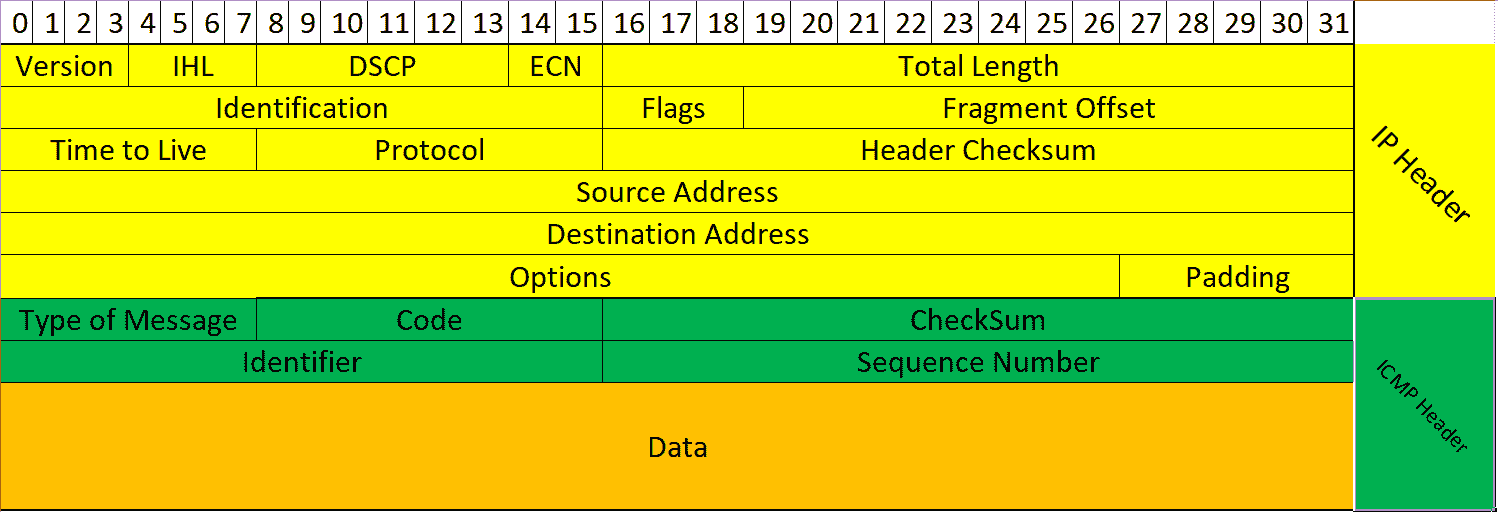 0 1 2 3 4 5 6 7 8 9 10 11 12 13 14 15 16 17 18 19 20 21 22 23 24 25 26 27 28 29 30 31
Version IHL DSCP ECN Total Length
Identification Flags Fragment Offset
Time to Live Protocol Header Checksum
Source Address
Destination Address
Options Padding
IP Header
Type of Message Code CheckSum
Identifier Sequence Number
ICMP Header
Data